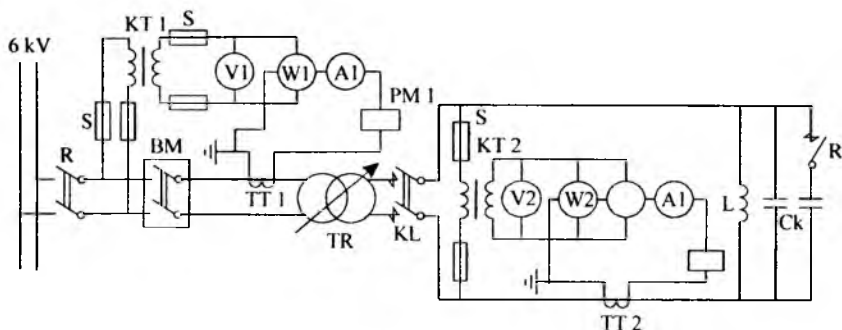 KT 1
S
6 kV
V1
W1
A1
PM 1
S
S
R
BM
KT 2
R
TT 1
V2
W2
A1
L
Ck
TR
KL
TT 2